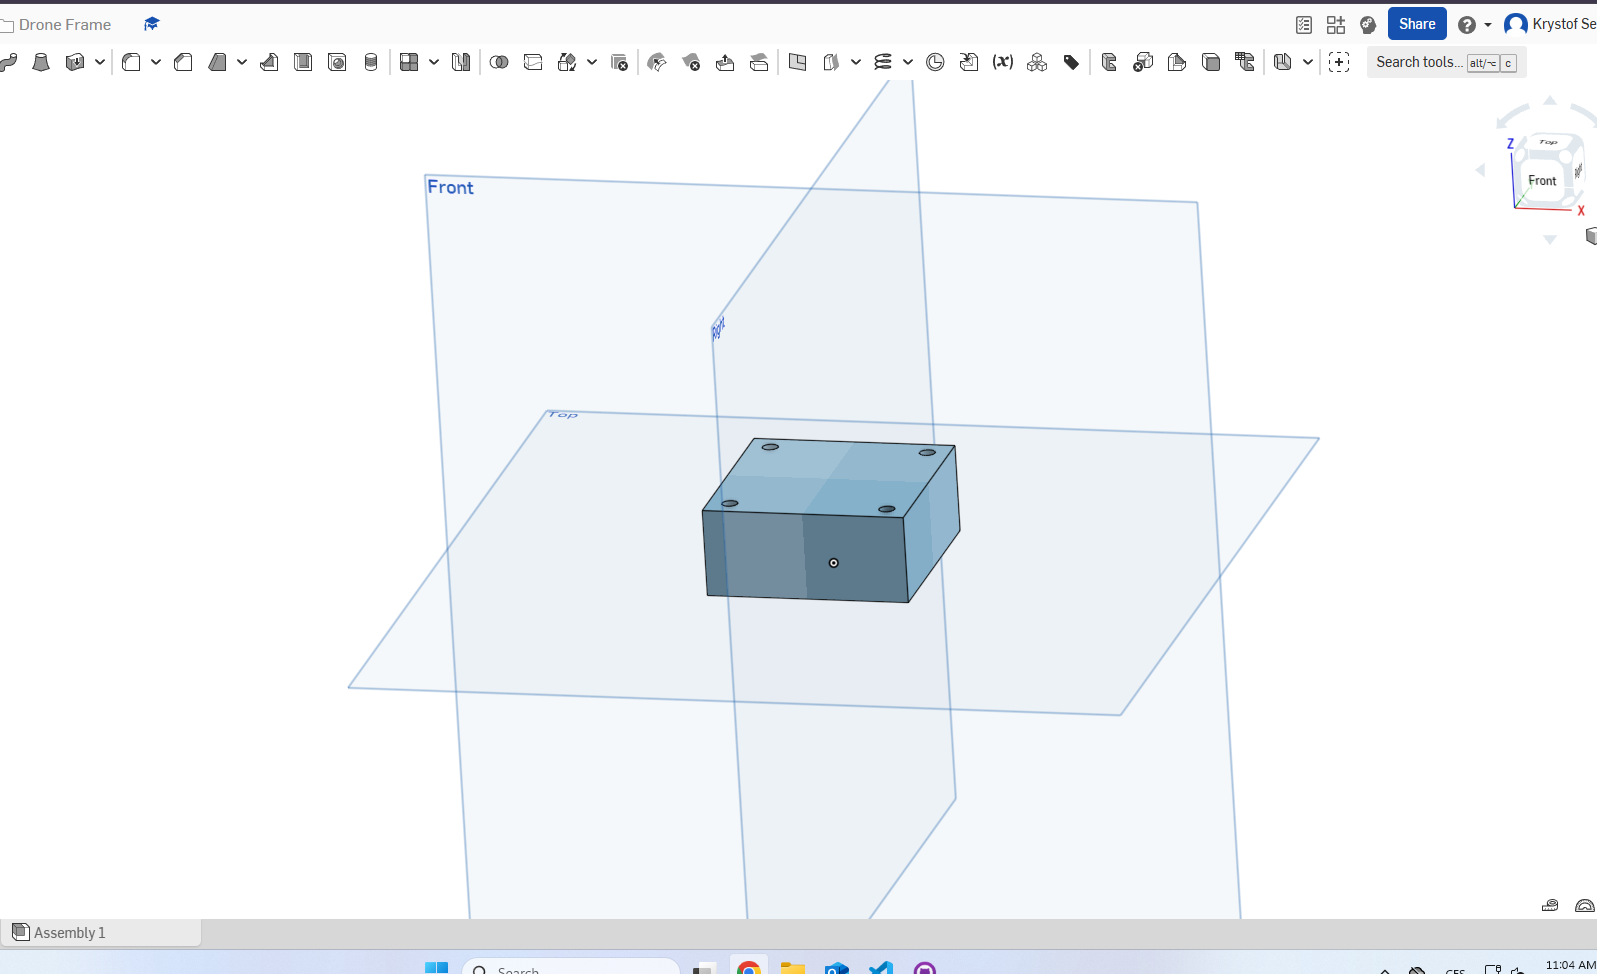 Drone Frame
Share
Krystof Se
(x)
Search tools... alt/⌥ c
Front
Right
Top
Z
Top
Front
X
Assembly 1
Search
CES
11:04 AM